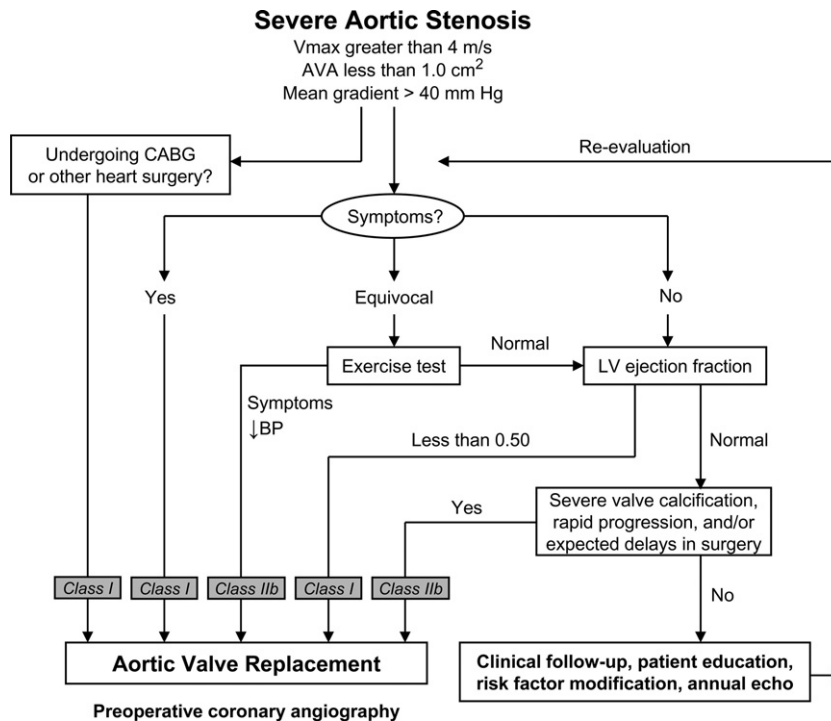 Severe Aortic Stenosis
Vmax greater than 4 m/s
AVA less than 1.0 cm²
Mean gradient > 40 mm Hg
Undergoing CABG
or other heart surgery?
Re-evaluation
Symptoms?
Yes
Equivocal
No
Exercise test
Normal
LV ejection fraction
Symptoms
↓BP
Less than 0.50
Normal
Yes
Severe valve calcification,
rapid progression, and/or
expected delays in surgery
Class I
Class I
Class IIb
Class I
Class IIb
No
Aortic Valve Replacement
Clinical follow-up, patient education,
risk factor modification, annual echo
Preoperative coronary angiography